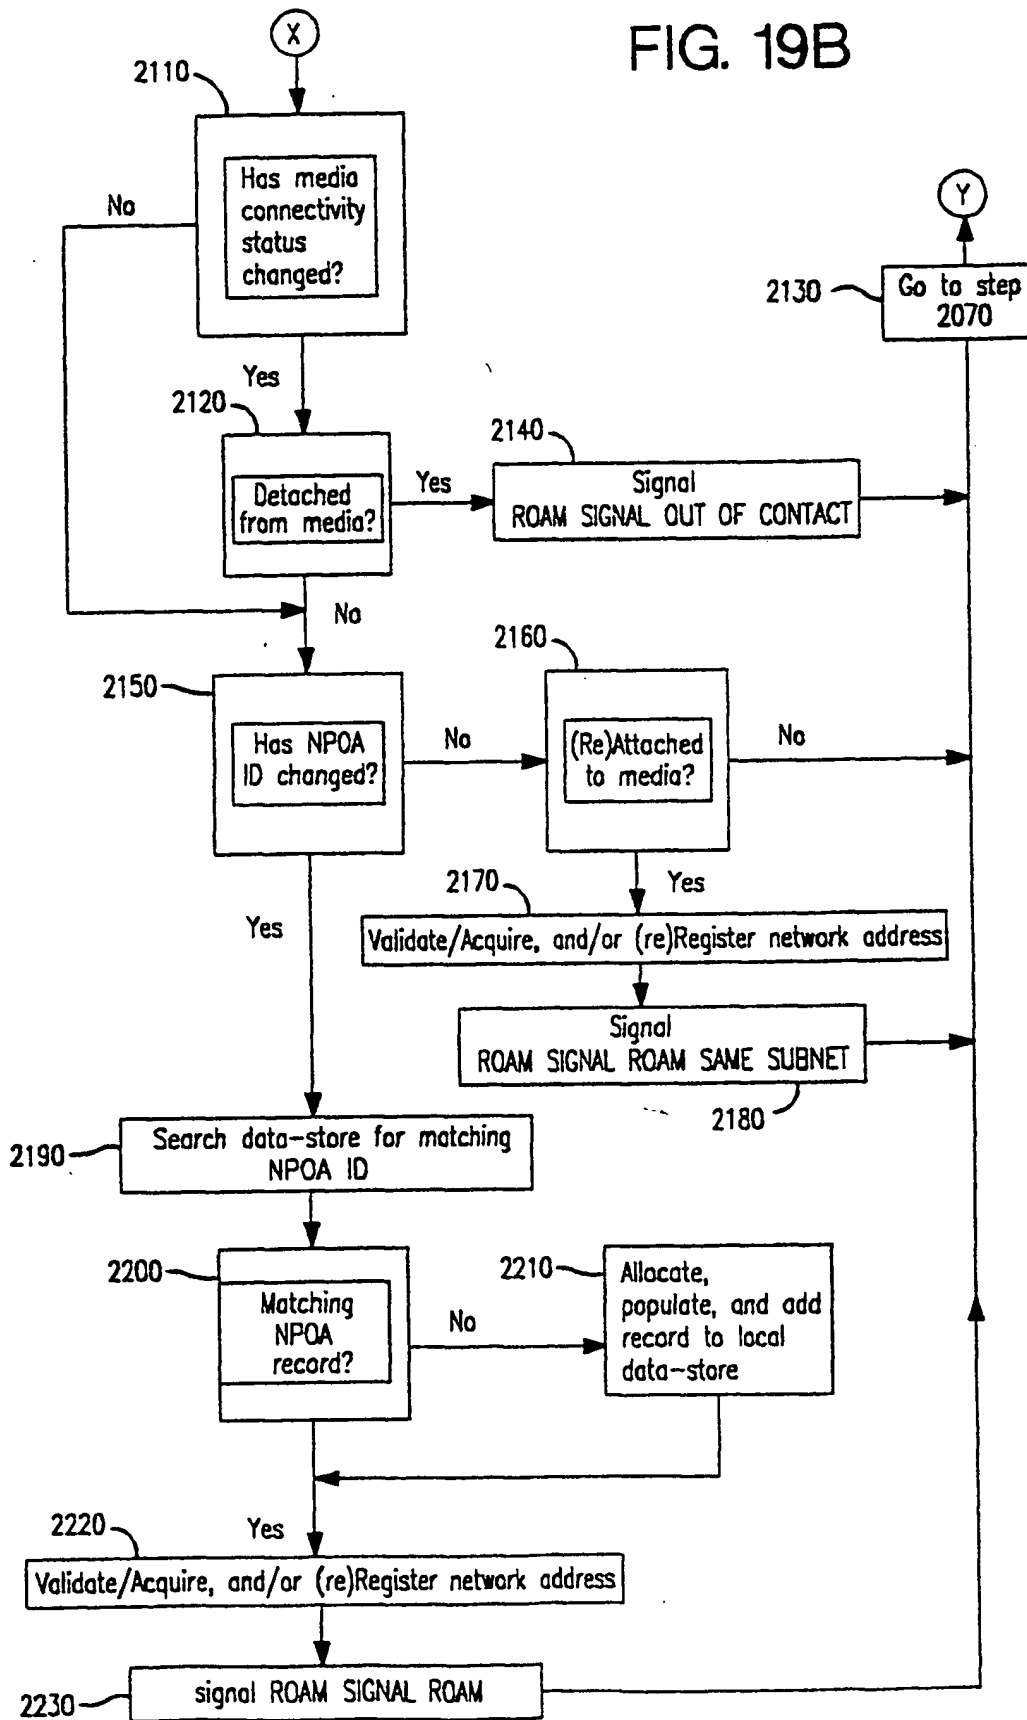 X
FIG. 19B
2110
Has media
connectivity
status
changed?
No
Y
2130
Go to step
2070
Yes
2120
Detached
from media?
Yes
2140
Signal
ROAM SIGNAL OUT OF CONTACT
No
2150
Has NPOA
ID changed?
No
2160
(Re)Attached
to media?
No
Yes
2170
Validate/Acquire, and/or (re)Register network address
Yes
Signal
ROAM SIGNAL ROAM SAME SUBNET
2180
2190
Search data-store for matching
NPOA ID
2200
Matching
NPOA
record?
No
2210
Allocate,
populate, and add
record to local
data-store
Yes
2220
Validate/Acquire, and/or (re)Register network address
2230
signal ROAM SIGNAL ROAM